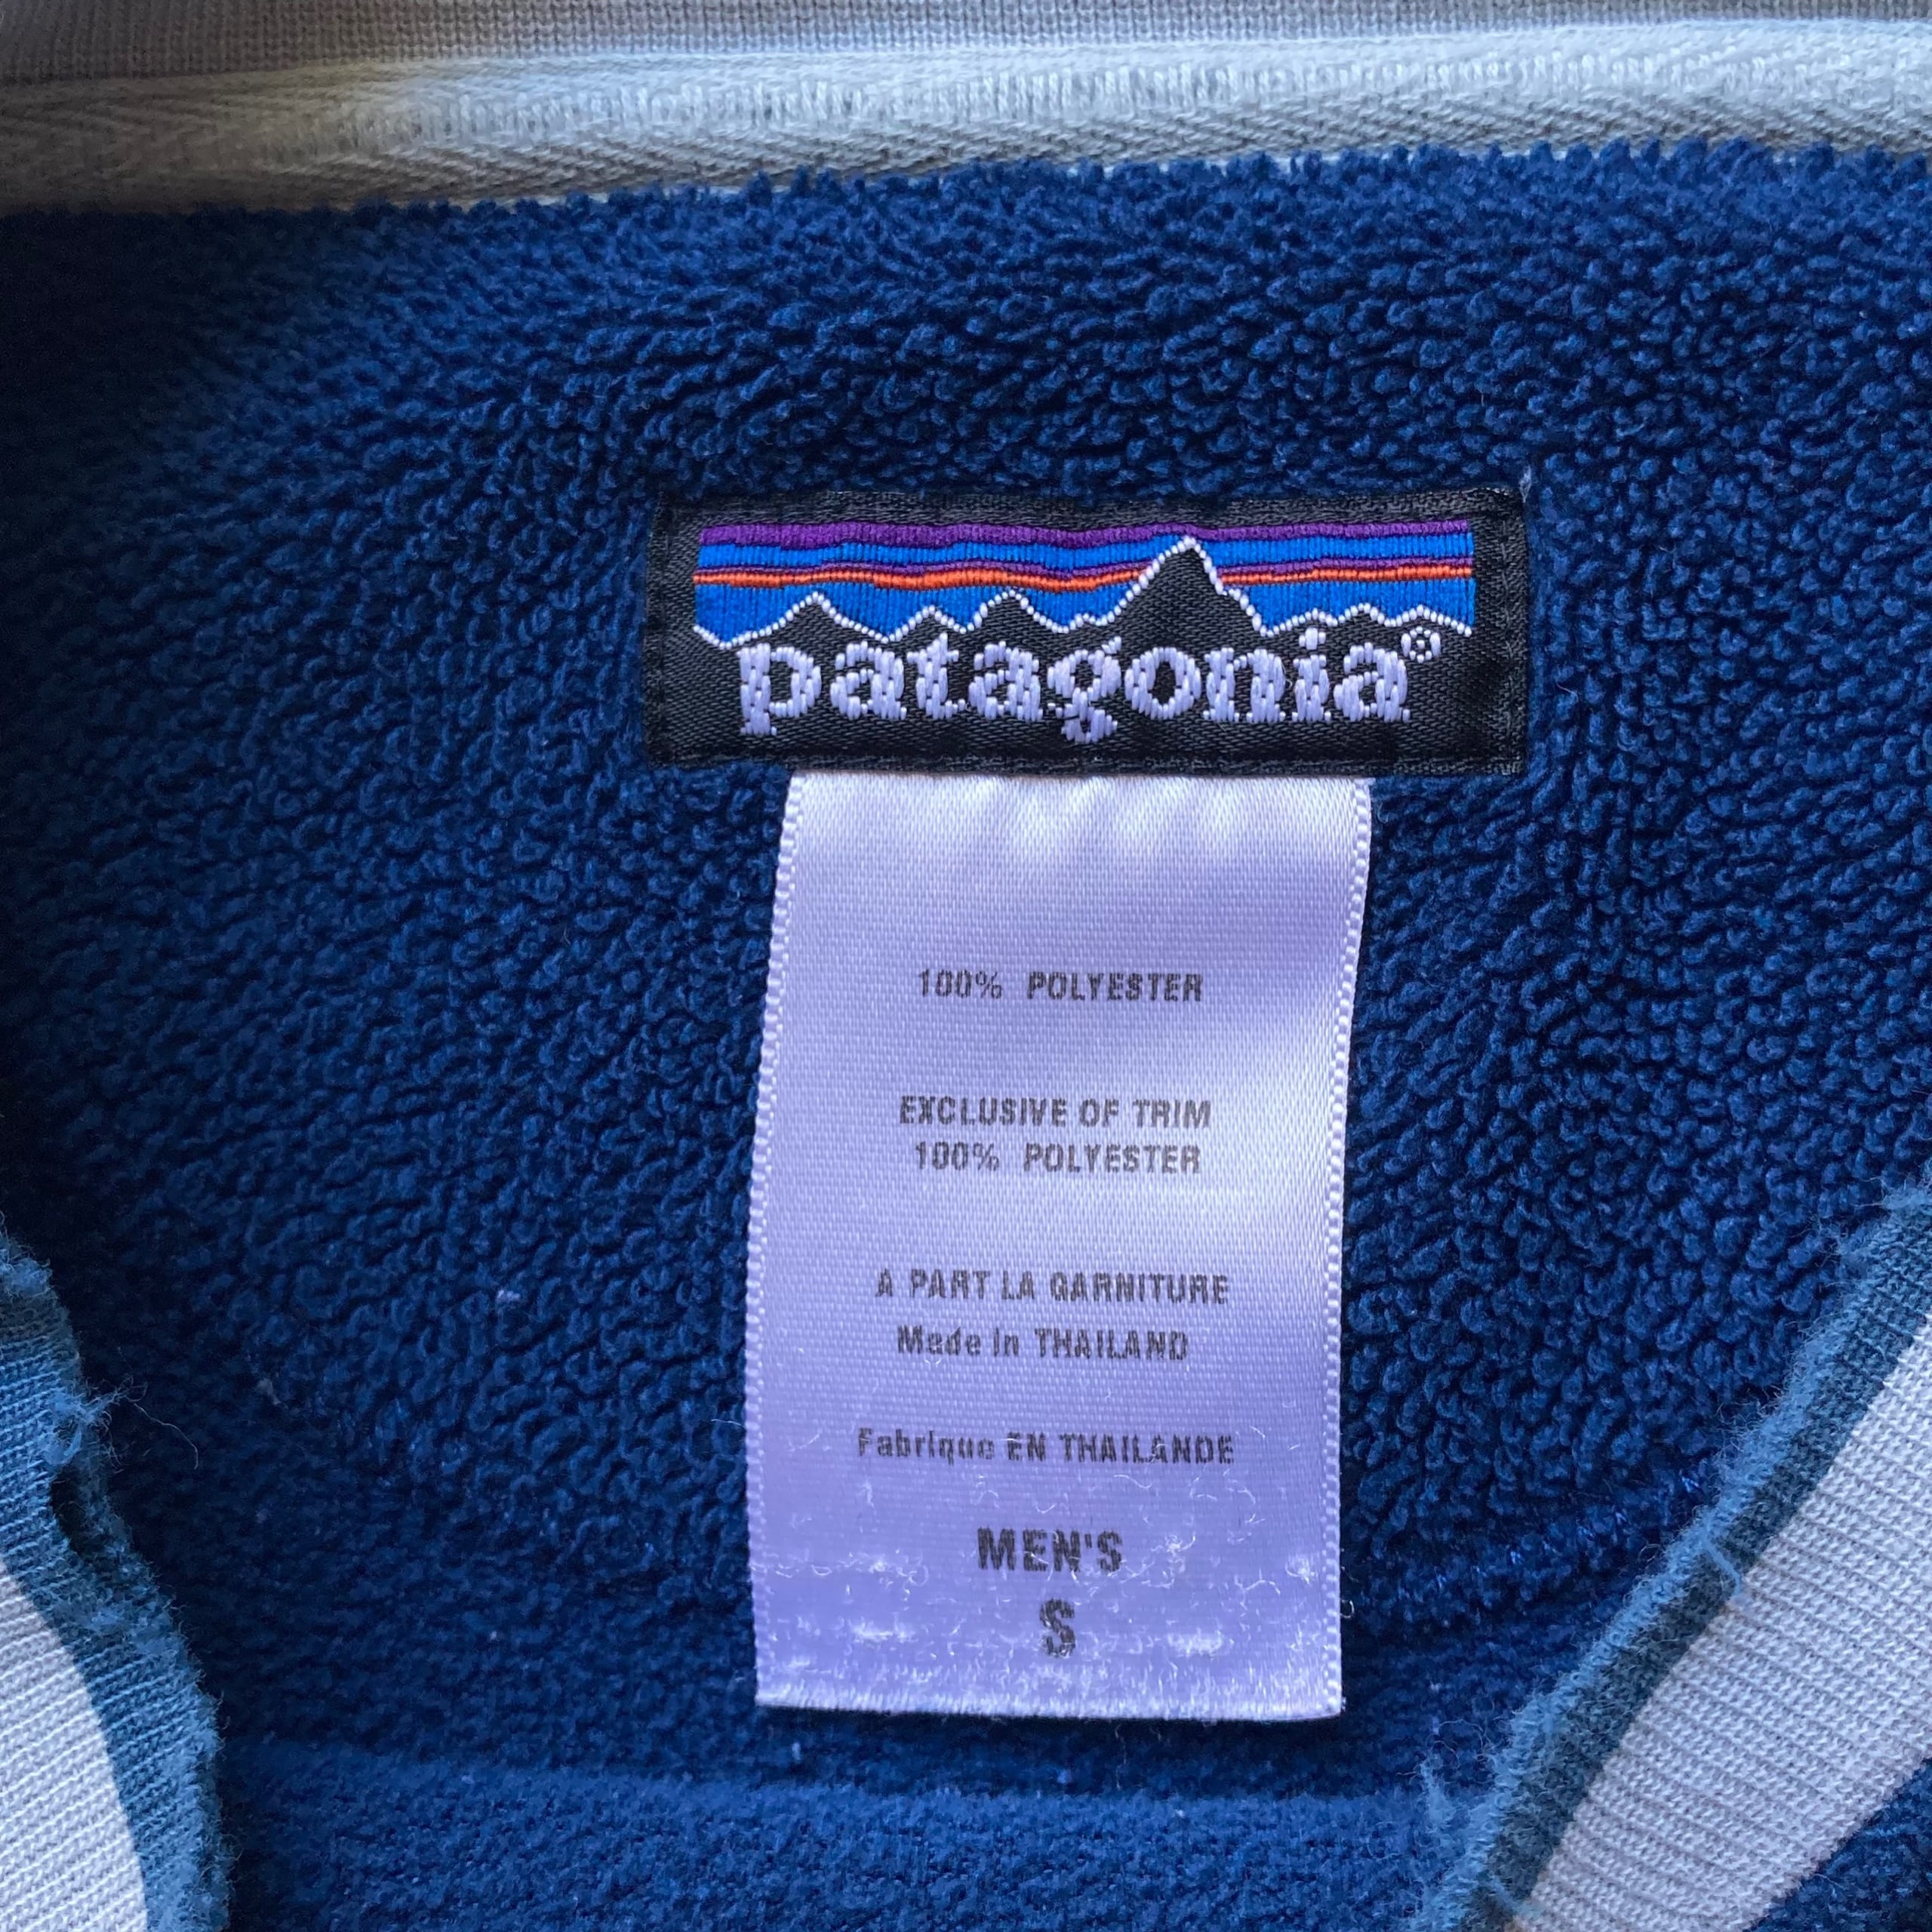 patagonia®
100% POLYESTER
EXCLUSIVE OF TRIM
100% POLYESTER
A PART LA GARNITURE
Made in THAILAND
Fabrique EN THAILANDE
MEN'S
S